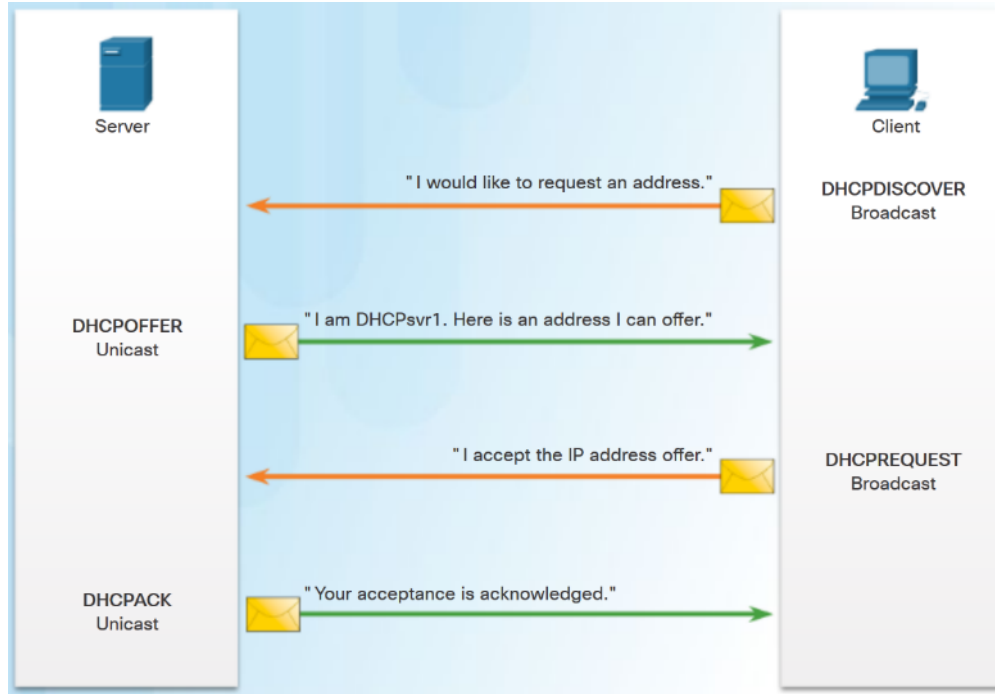 Server
Client
"I would like to request an address."
DHCPDISCOVER
Broadcast
DHCPOFFER
Unicast
"I am DHCPsvr1. Here is an address I can offer."
"I accept the IP address offer."
DHCPREQUEST
Broadcast
DHCPACK
Unicast
"Your acceptance is acknowledged."